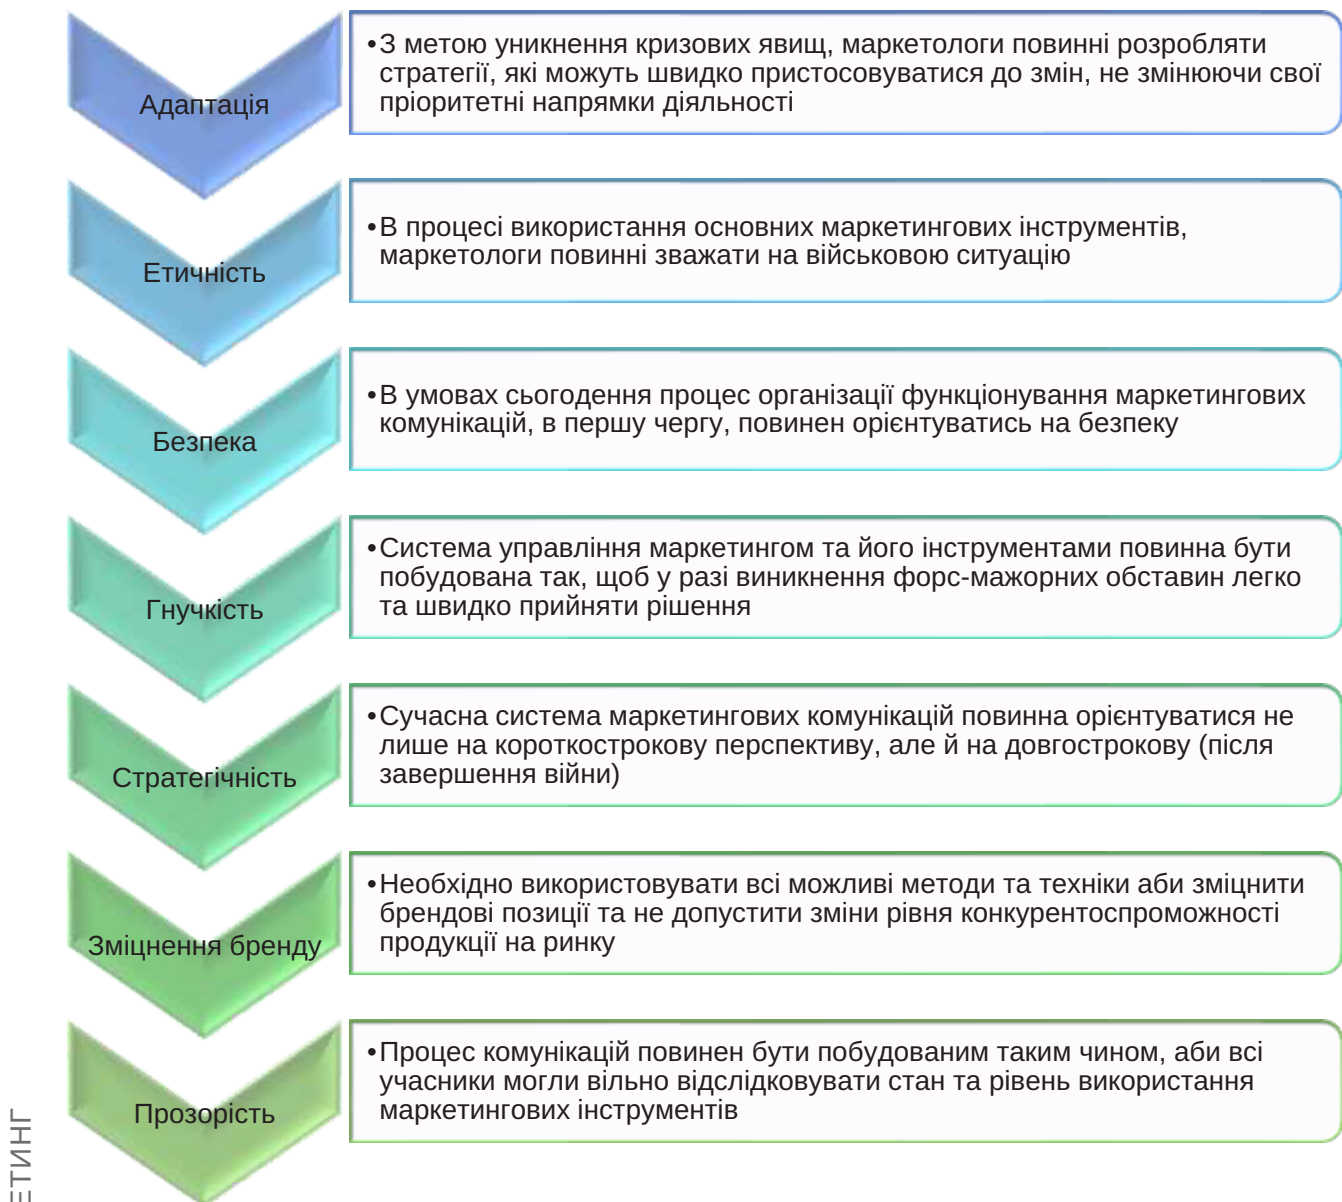 Адаптація
•З метою уникнення кризових явищ, маркетологи повинні розробляти
стратегії, які можуть швидко пристосовуватися до змін, не змінюючи свої
пріоритетні напрямки діяльності
Етичність
•В процесі використання основних маркетингових інструментів,
маркетологи повинні зважати на військовою ситуацію
Безпека
•В умовах сьогодення процес організації функціонування маркетингових
комунікацій, в першу чергу, повинен орієнтуватись на безпеку
Гнучкість
•Система управління маркетингом та його інструментами повинна бути
побудована так, щоб у разі виникнення форс-мажорних обставин легко
та швидко прийняти рішення
Стратегічність
•Сучасна система маркетингових комунікацій повинна орієнтуватися не
лише на короткострокову перспективу, але й на довгострокову (після
завершення війни)
Зміцнення бренду
•Необхідно використовувати всі можливі методи та техніки аби зміцнити
брендові позиції та не допустити зміни рівня конкурентоспроможності
продукції на ринку
Прозорість
•Процес комунікацій повинен бути побудованим таким чином, аби всі
учасники могли вільно відслідковувати стан та рівень використання
маркетингових інструментів
ЕТИНГ